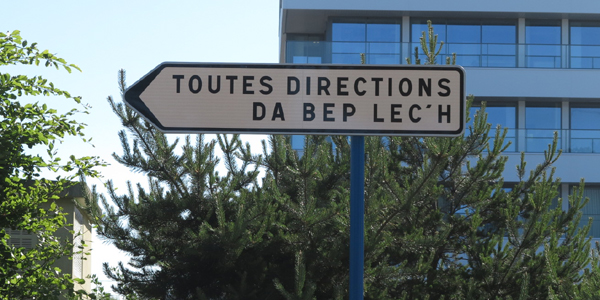 TOUTES DIRECTIONS
DA BEP LEC'H